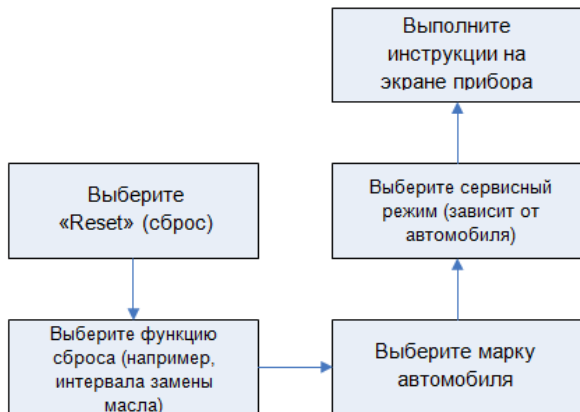 Выберите
«Reset» (сброс)
Выберите функцию
сброса (например,
интервала замены
масла)
Выберите марку
автомобиля
Выберите сервисный
режим (зависит от
автомобиля)
Выполните
инструкции на
экране прибора